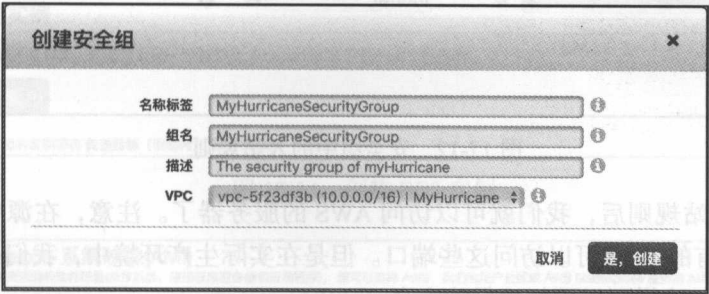 创建安全组 ×
名称标签 MyHurricaneSecurityGroup
组名 MyHurricaneSecurityGroup
描述 The security group of myHurricane
VPC vpc-5f23df3b (10.0.0.0/16) | MyHurricane
取消 是，创建